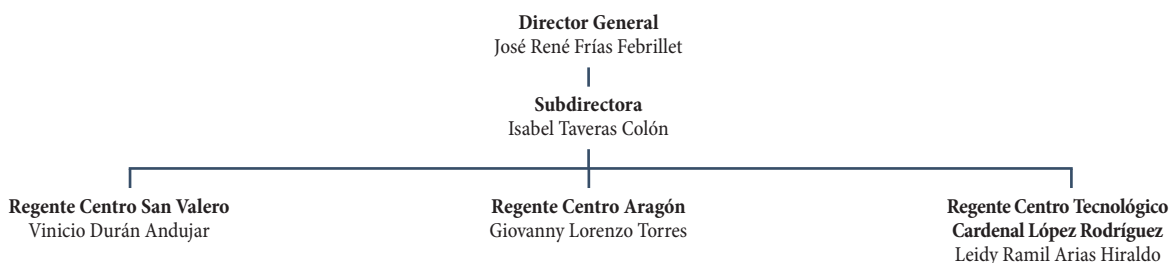 Director General
José René Frías Febrillet
Subdirectora
Isabel Taveras Colón
Regente Centro San Valero
Vinicio Durán Andujar
Regente Centro Aragón
Giovanny Lorenzo Torres
Regente Centro Tecnológico
Cardenal López Rodríguez
Leidy Ramil Arias Hiraldo